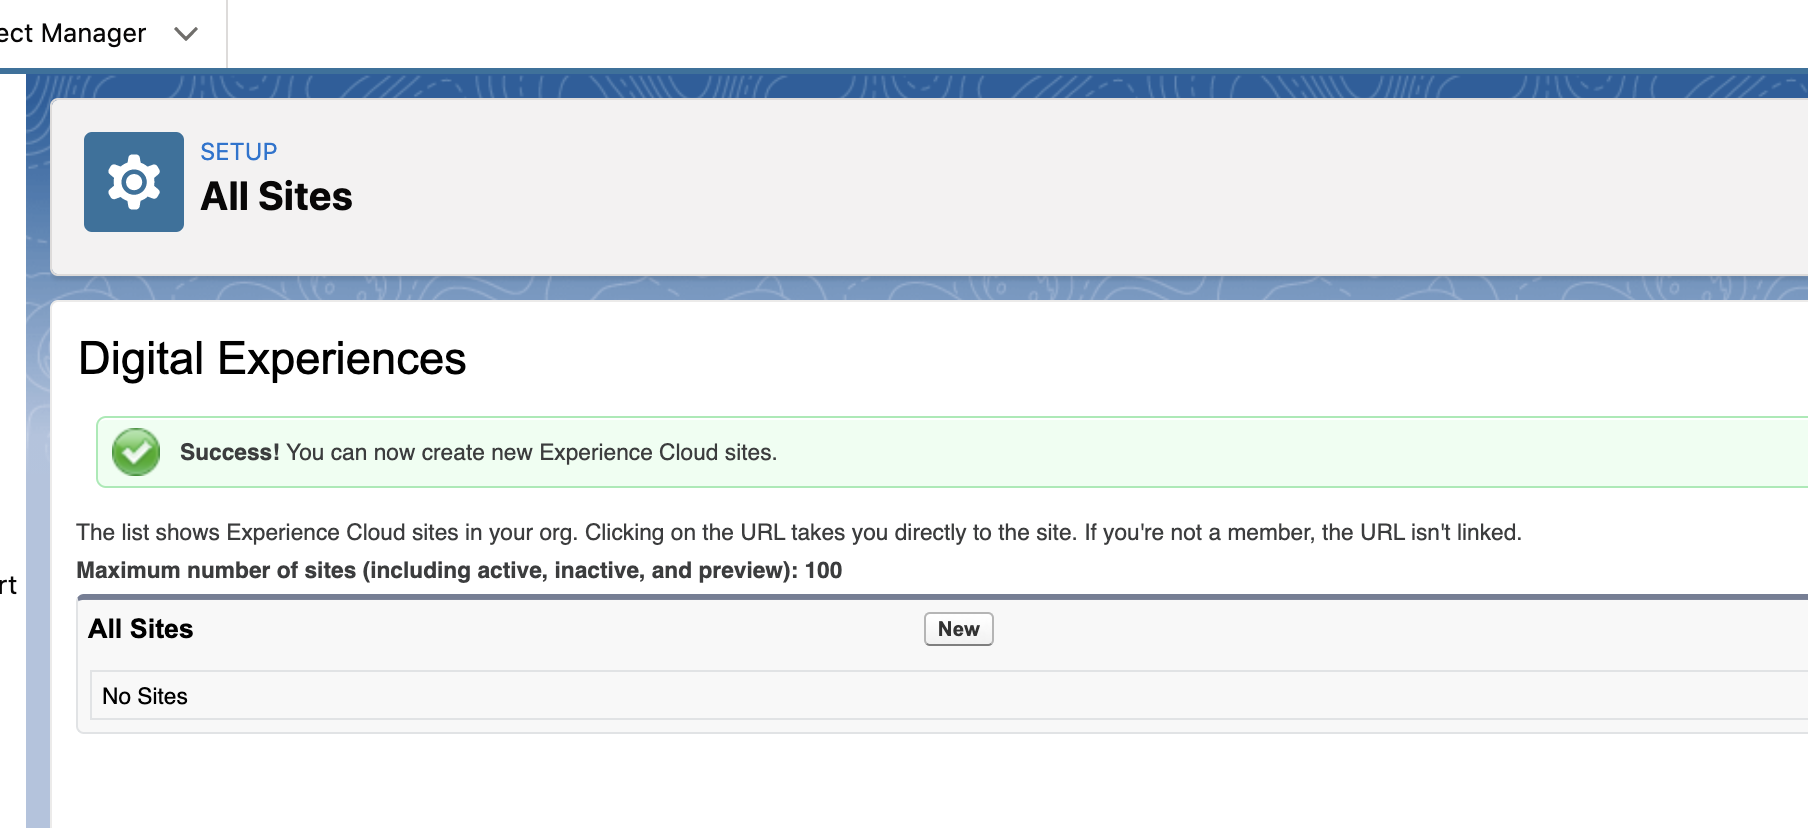 ect Manager
SETUP
All Sites
Digital Experiences
Success! You can now create new Experience Cloud sites.
The list shows Experience Cloud sites in your org. Clicking on the URL takes you directly to the site. If you're not a member, the URL isn't linked.
Maximum number of sites (including active, inactive, and preview): 100
rt
All Sites
New
No Sites